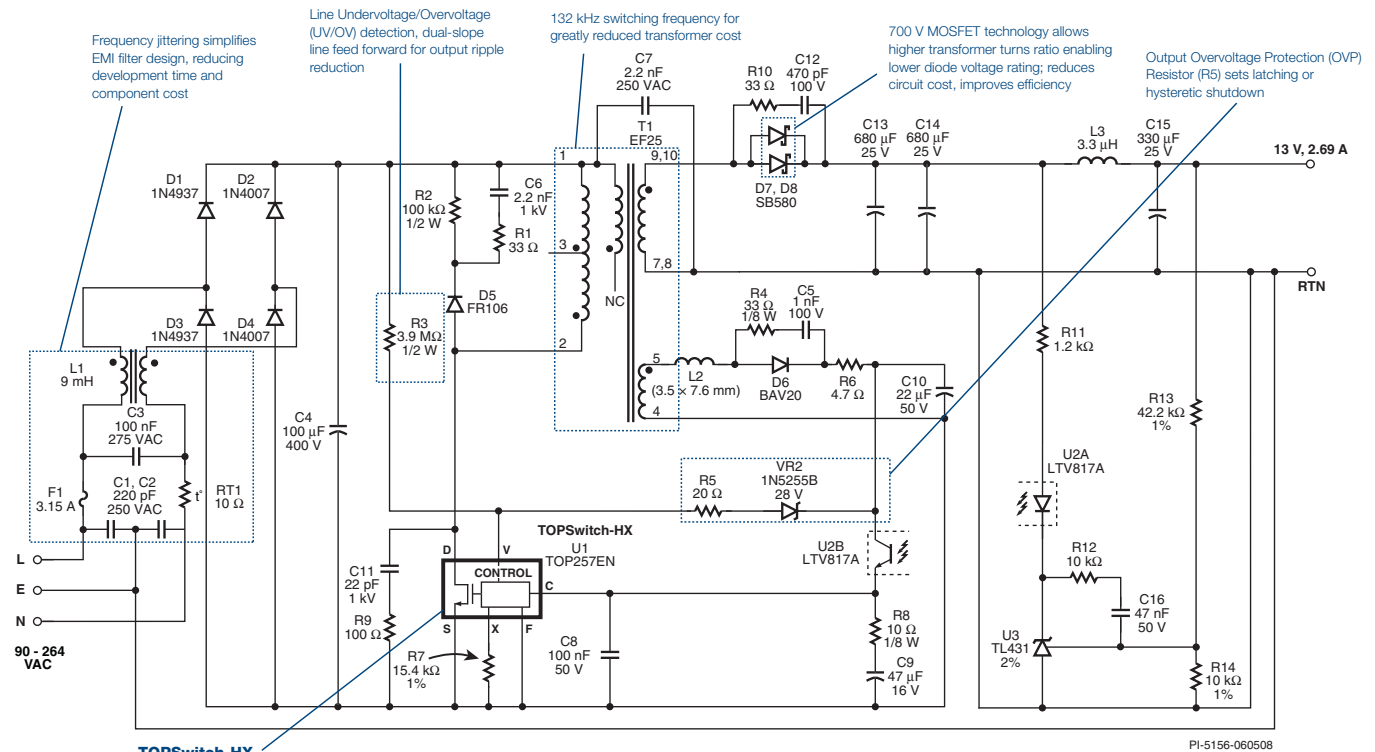 Frequency jittering simplifies
EMI filter design, reducing
development time and
component cost
Line Undervoltage/Overvoltage
(UV/OV) detection, dual-slope
line feed forward for output ripple
reduction
132 kHz switching frequency for
greatly reduced transformer cost
700 V MOSFET technology allows
higher transformer turns ratio enabling
lower diode voltage rating; reduces
circuit cost, improves efficiency
Output Overvoltage Protection (OVP)
Resistor (R5) sets latching or
hysteretic shutdown
D1
1N4937
D2
1N4007
D3
1N4937
D4
1N4007
L1
9 mH
C3
100 nF
275 VAC
F1
3.15 A
C1, C2
220 pF
250 VAC
t°
RT1
10 Ω
L
E
N
90 - 264
VAC
C4
100 µF
400 V
R2
100 kΩ
1/2 W
C6
2.2 nF
1 kV
R1
33 Ω
D5
FR106
R3
3.9 MΩ
1/2 W
C7
2.2 nF
250 VAC
T1
EF25
1
3
2
NC
9,10
7,8
5
4
R10
33 Ω
C12
470 pF
100 V
D7, D8
SB580
C13
680 µF
25 V
C14
680 µF
25 V
L3
3.3 µH
C15
330 µF
25 V
13 V, 2.69 A
RTN
L2
(3.5 × 7.6 mm)
R4
33 Ω
1/8 W
C5
1 nF
100 V
D6
BAV20
R6
4.7 Ω
C10
22 µF
50 V
R5
20 Ω
VR2
1N5255B
28 V
R11
1.2 kΩ
R13
42.2 kΩ
1%
U2A
LTV817A
U2B
LTV817A
TOPSwitch-HX
U1
TOP257EN
D
V
CONTROL
C
S
X
F
C11
22 pF
1 kV
R9
100 Ω
R7
15.4 kΩ
1%
C8
100 nF
50 V
R8
10 Ω
1/8 W
C9
47 µF
16 V
R12
10 kΩ
C16
47 nF
50 V
U3
TL431
2%
R14
10 kΩ
1%
PI-5156-060508
TOPSwitch-HX